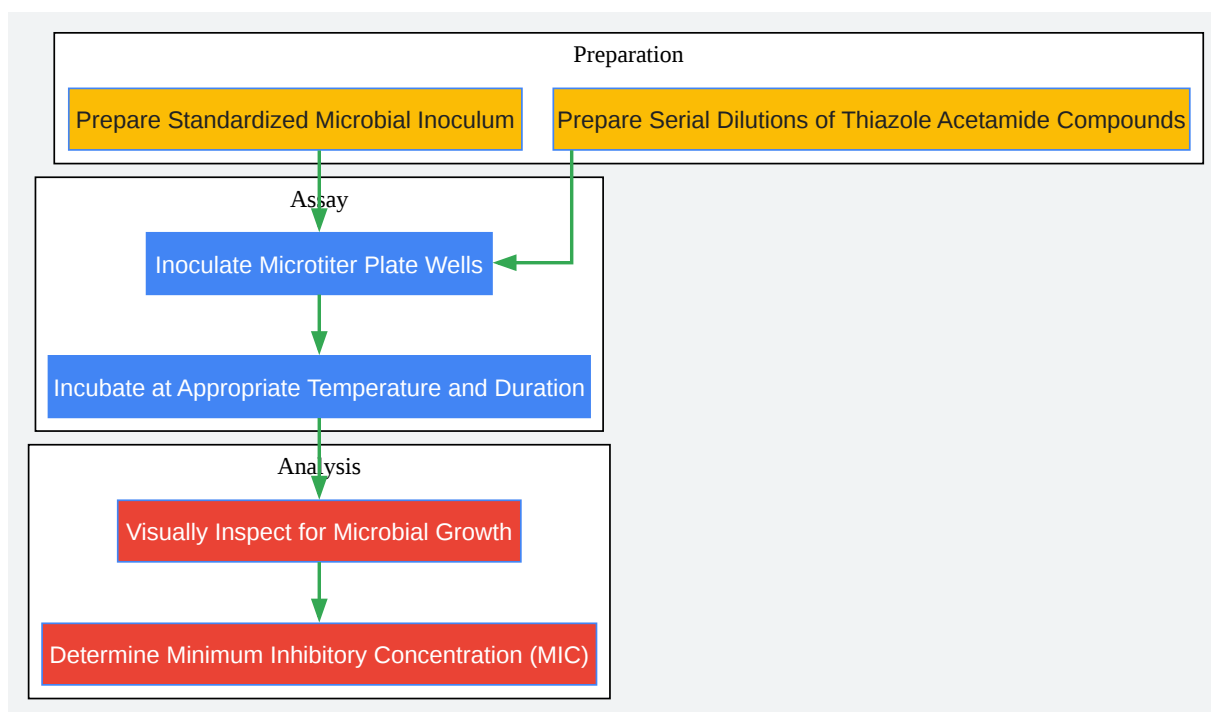 Preparation
Prepare Standardized Microbial Inoculum
Prepare Serial Dilutions of Thiazole Acetamide Compounds
Assay
Inoculate Microtiter Plate Wells
Incubate at Appropriate Temperature and Duration
Analysis
Visually Inspect for Microbial Growth
Determine Minimum Inhibitory Concentration (MIC)